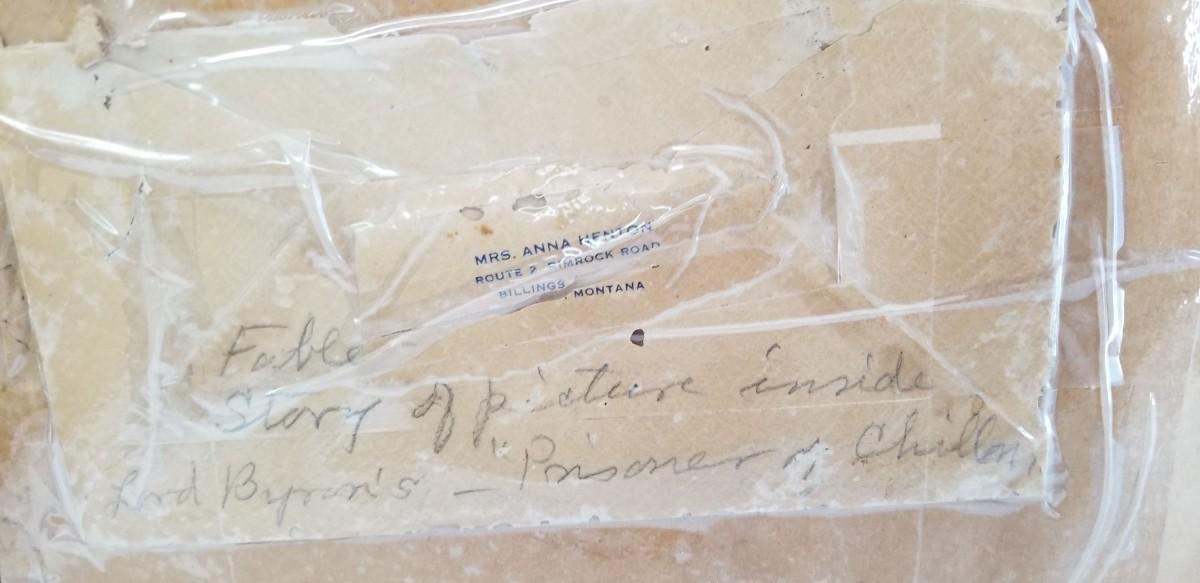 MRS. ANNA HENTON
ROUTE 2 RIMROCK ROAD
BILLINGS, MONTANA
Fable
Story of picture inside
Lord Byron's — "Prisoner of Chillon,